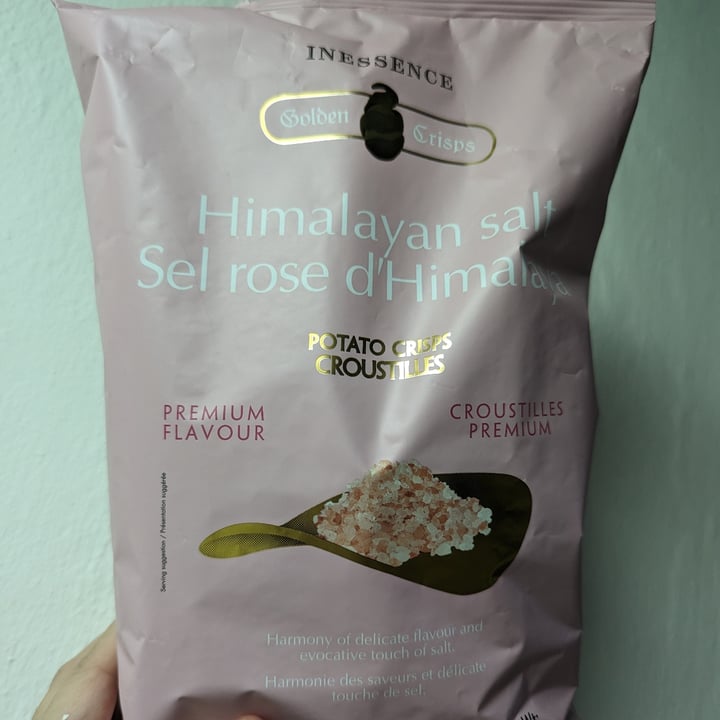 INESSENCE
Golden Crisps
Himalayan salt
Sel rose d'Himalaja
POTATO CRISPS
CROUSTILLES
PREMIUM
FLAVOUR
CROUSTILLES
PREMIUM
Serving suggestion / Présentation suggérée
Harmony of delicate flavour and
evocative touch of salt.
Harmonie des saveurs et délicate
touche de sel.